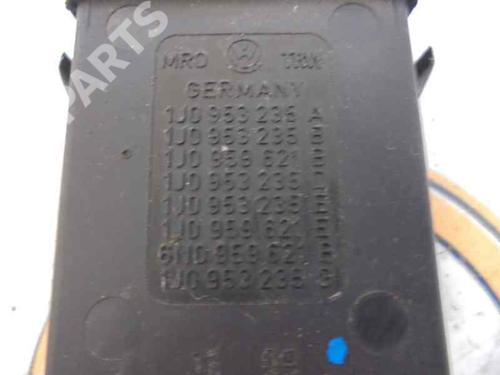 PARTS
MRO TRW
GERMANY
1J0 953 235 A
1J0 953 235 B
1J0 959 621 B
1J0 953 235
1J0 953 235
1J0 959 621
6N0 959 621 B
1J0 953 235 G